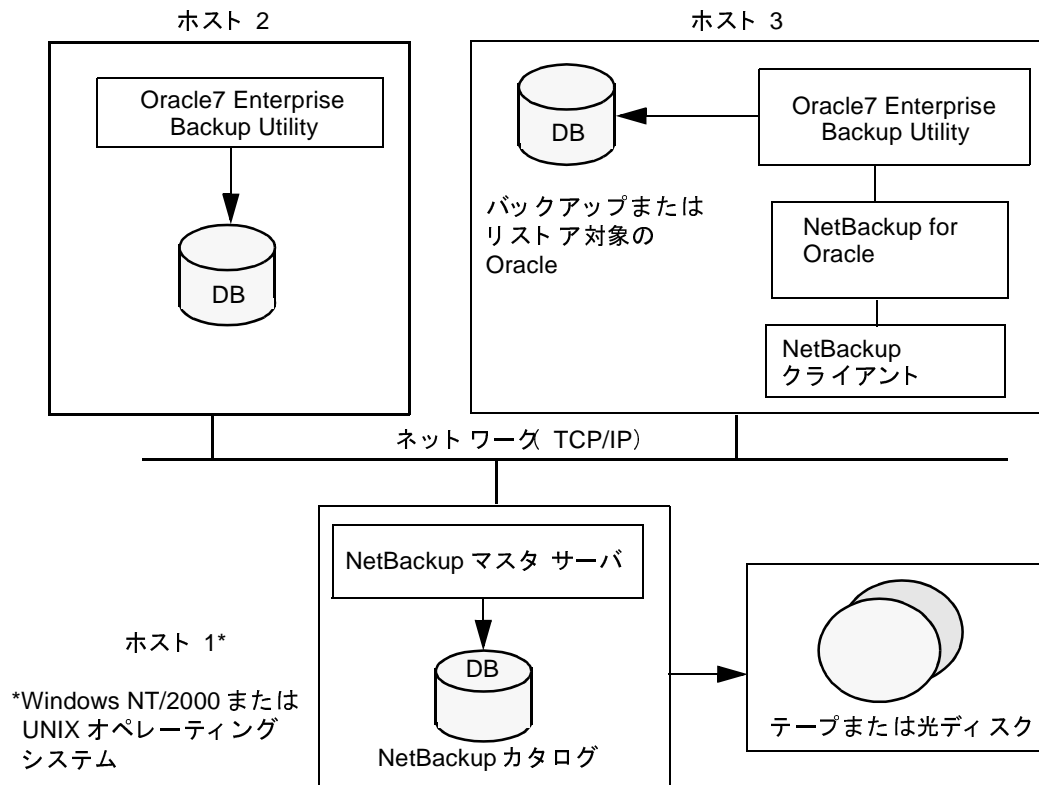 ホスト 2
Oracle7 Enterprise
Backup Utility
DB
ホスト 3
DB
Oracle7 Enterprise
Backup Utility
バックアップまたは
リストア対象の
Oracle
NetBackup for
Oracle
NetBackup
クライアント
ネットワーク( TCP/IP)
NetBackup マスタ サーバ
DB
NetBackup カタログ
ホスト 1*
*Windows NT/2000 または
UNIX オペレーティング
システム
テープまたは光ディスク